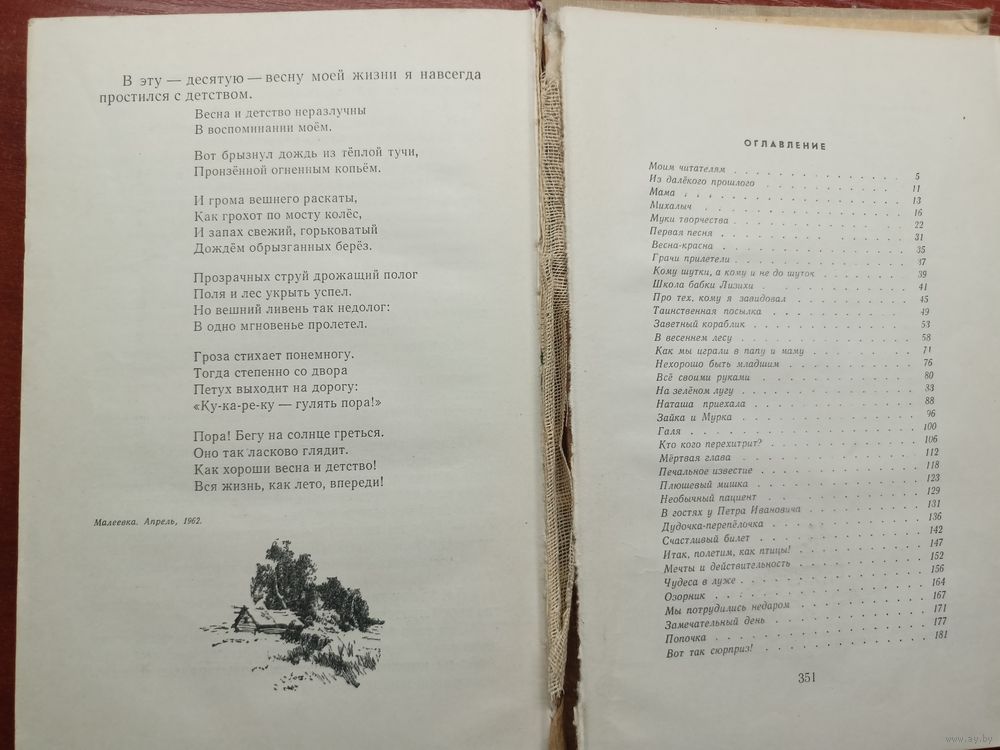 В эту — десятую — весну моей жизни я навсегда
простился с детством.
Весна и детство неразлучны
В воспоминании моём.
Вот брызнул дождь из тёплой тучи,
Пронзённой огненным копьём.
И грома вешнего раскаты,
Как грохот по мосту колёс,
И запах свежий, горьковатый
Дождём обрызганных берёз.
Прозрачных струй дрожащий полог
Поля и лес укрыть успел.
Но вешний ливень так недолог:
В одно мгновенье пролетел.
Гроза стихает понемногу.
Тогда степенно со двора
Петух выходит на дорогу:
«Ку-ка-ре-ку — гулять пора!»
Пора! Бегу на солнце греться.
Оно так ласково глядит.
Как хороши весна и детство!
Вся жизнь, как лето, впереди!
Малеевка. Апрель, 1962.
ОГЛАВЛЕНИЕ
Моим читателям . . . . . . . . . . 5
Из далёкого прошлого . . . . . . . . . . 11
Мама . . . . . . . . . . 13
Михалыч . . . . . . . . . . 16
Муки творчества . . . . . . . . . . 22
Первая песня . . . . . . . . . . 31
Весна-красна . . . . . . . . . . 35
Грачи прилетели . . . . . . . . . . 37
Кому шутки, а кому и не до шуток . . . . . . . . . . 39
Школа бабки Лизихи . . . . . . . . . . 41
Про тех, кому я завидовал . . . . . . . . . . 45
Таинственная посылка . . . . . . . . . . 49
Заветный кораблик . . . . . . . . . . 53
В весеннем лесу . . . . . . . . . . 58
Как мы играли в папу и маму . . . . . . . . . . 71
Нехорошо быть младшим . . . . . . . . . . 76
Всё своими руками . . . . . . . . . . 80
На зелёном лугу . . . . . . . . . . 83
Наташа приехала . . . . . . . . . . 88
Зайка и Мурка . . . . . . . . . . 96
Галя . . . . . . . . . . 100
Кто кого перехитрит? . . . . . . . . . . 106
Мёртвая глава . . . . . . . . . . 112
Печальное известие . . . . . . . . . . 118
Плюшевый мишка . . . . . . . . . . 123
Необычный пациент . . . . . . . . . . 129
В гостях у Петра Ивановича . . . . . . . . . . 131
Дудочка-перепёлочка . . . . . . . . . . 136
Счастливый билет . . . . . . . . . . 142
Итак, полетим, как птицы! . . . . . . . . . . 147
Мечты и действительность . . . . . . . . . . 152
Чудеса в луже . . . . . . . . . . 156
Озорник . . . . . . . . . . 164
Мы потрудились недаром . . . . . . . . . . 167
Замечательный день . . . . . . . . . . 171
Попочка . . . . . . . . . . 177
Вот так сюрприз! . . . . . . . . . . 181
351
www.ay.by